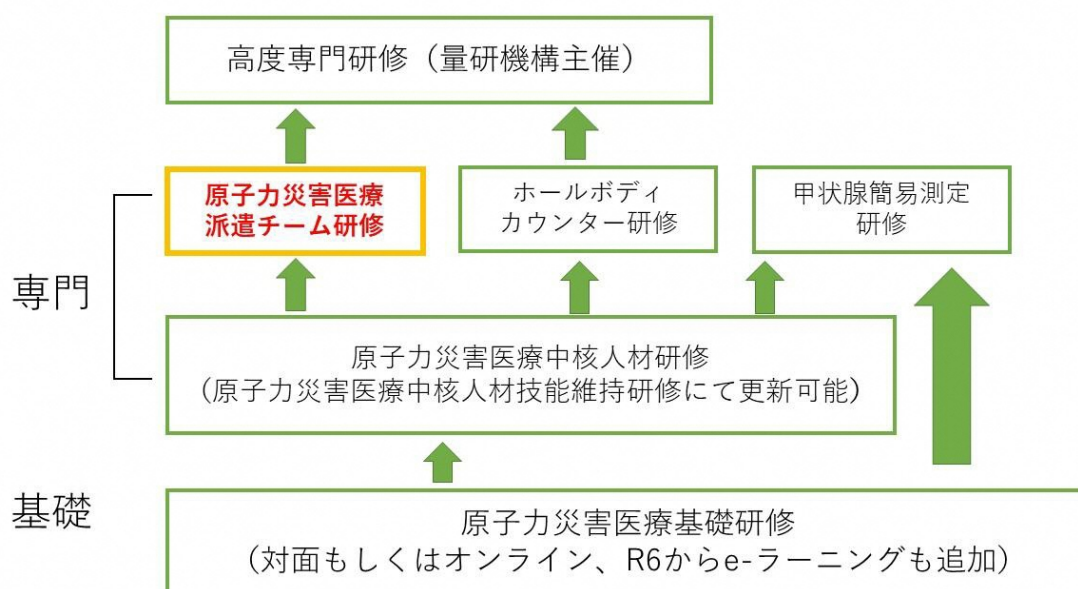 高度専門研修（量研機構主催）
原子力災害医療
派遣チーム研修
ホールボディ
カウンター研修
甲状腺簡易測定
研修
専門
原子力災害医療中核人材研修
（原子力災害医療中核人材技能維持研修にて更新可能）
基礎
原子力災害医療基礎研修
（対面もしくはオンライン、R6からe-ラーニングも追加）